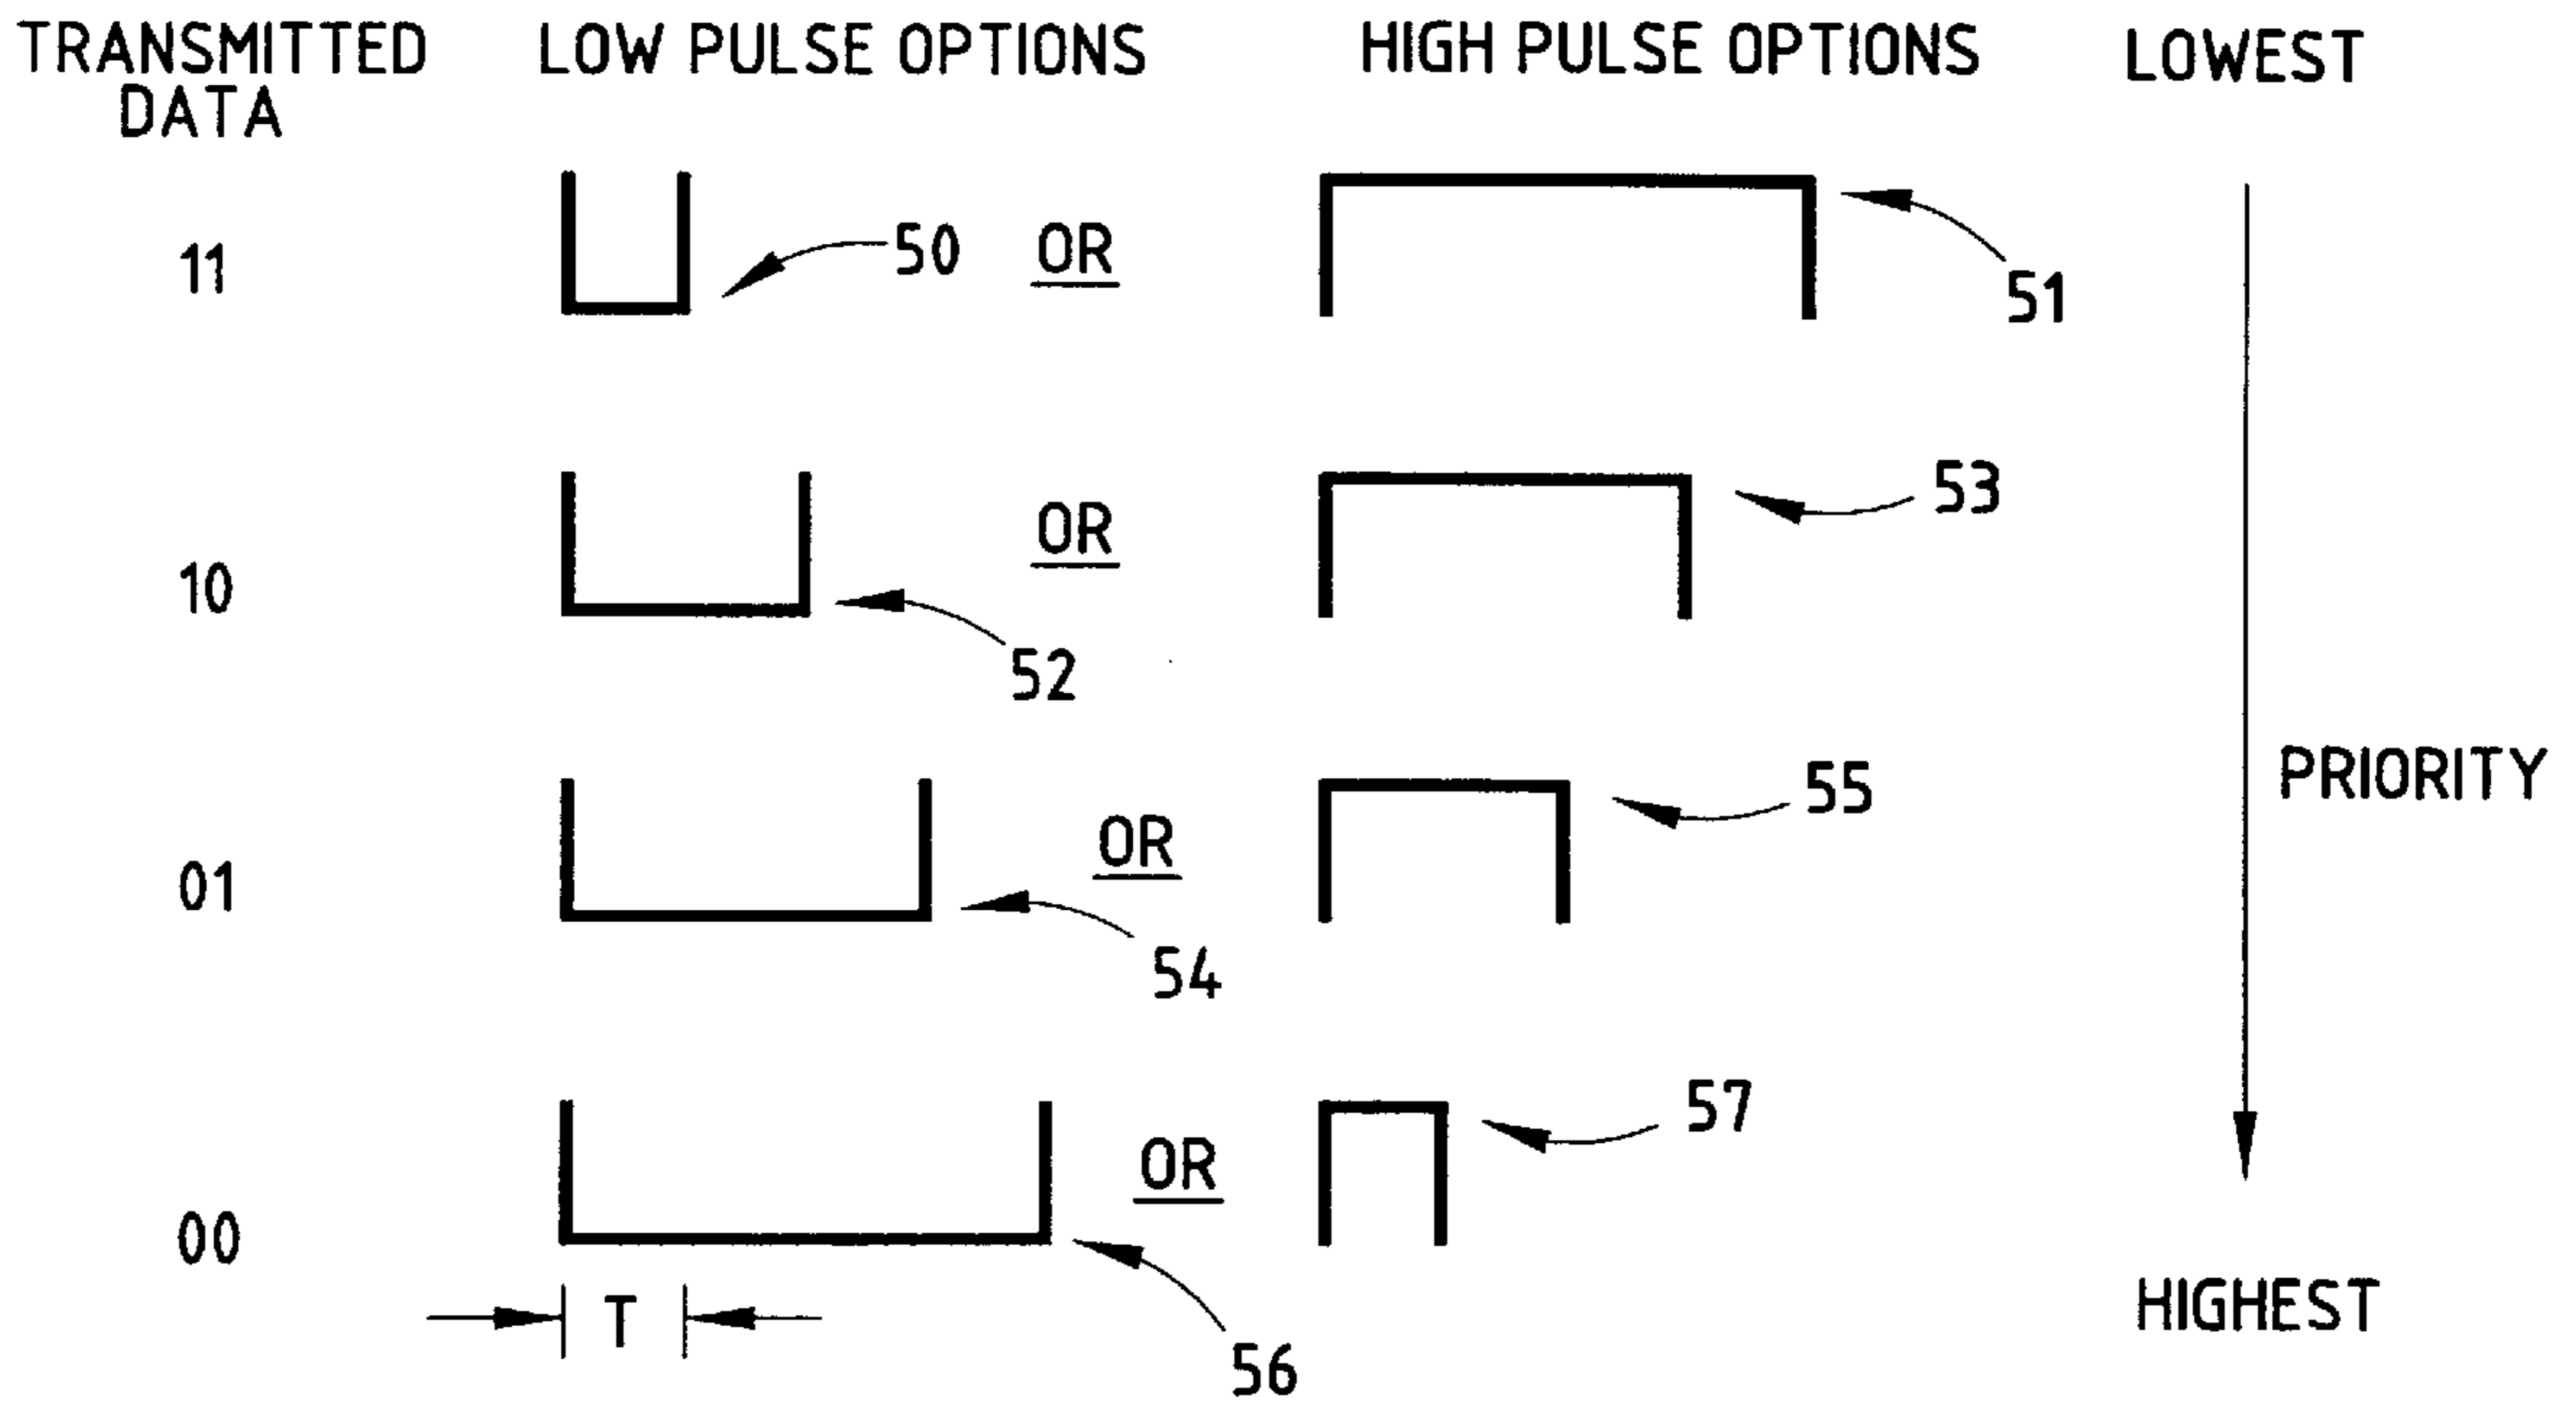 TRANSMITTED
DATA
LOW PULSE OPTIONS
HIGH PULSE OPTIONS
LOWEST
11
50
OR
51
10
OR
53
52
01
OR
55
54
PRIORITY
00
OR
57
56
T
HIGHEST